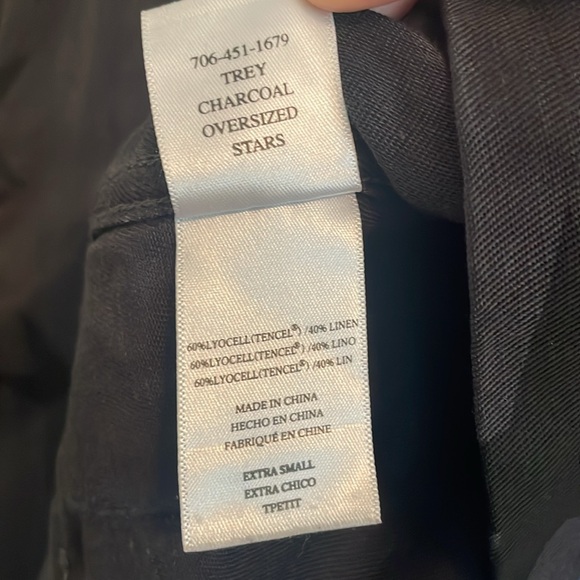 706-451-1679
TREY
CHARCOAL
OVERSIZED
STARS
60%LYOCELL(TENCEL®) /40% LINEN
60%LYOCELL(TENCEL®) /40% LINO
60%LYOCELL(TENCEL®) /40% LIN
MADE IN CHINA
HECHO EN CHINA
FABRIQUÉ EN CHINE
EXTRA SMALL
EXTRA CHICO
TPETIT